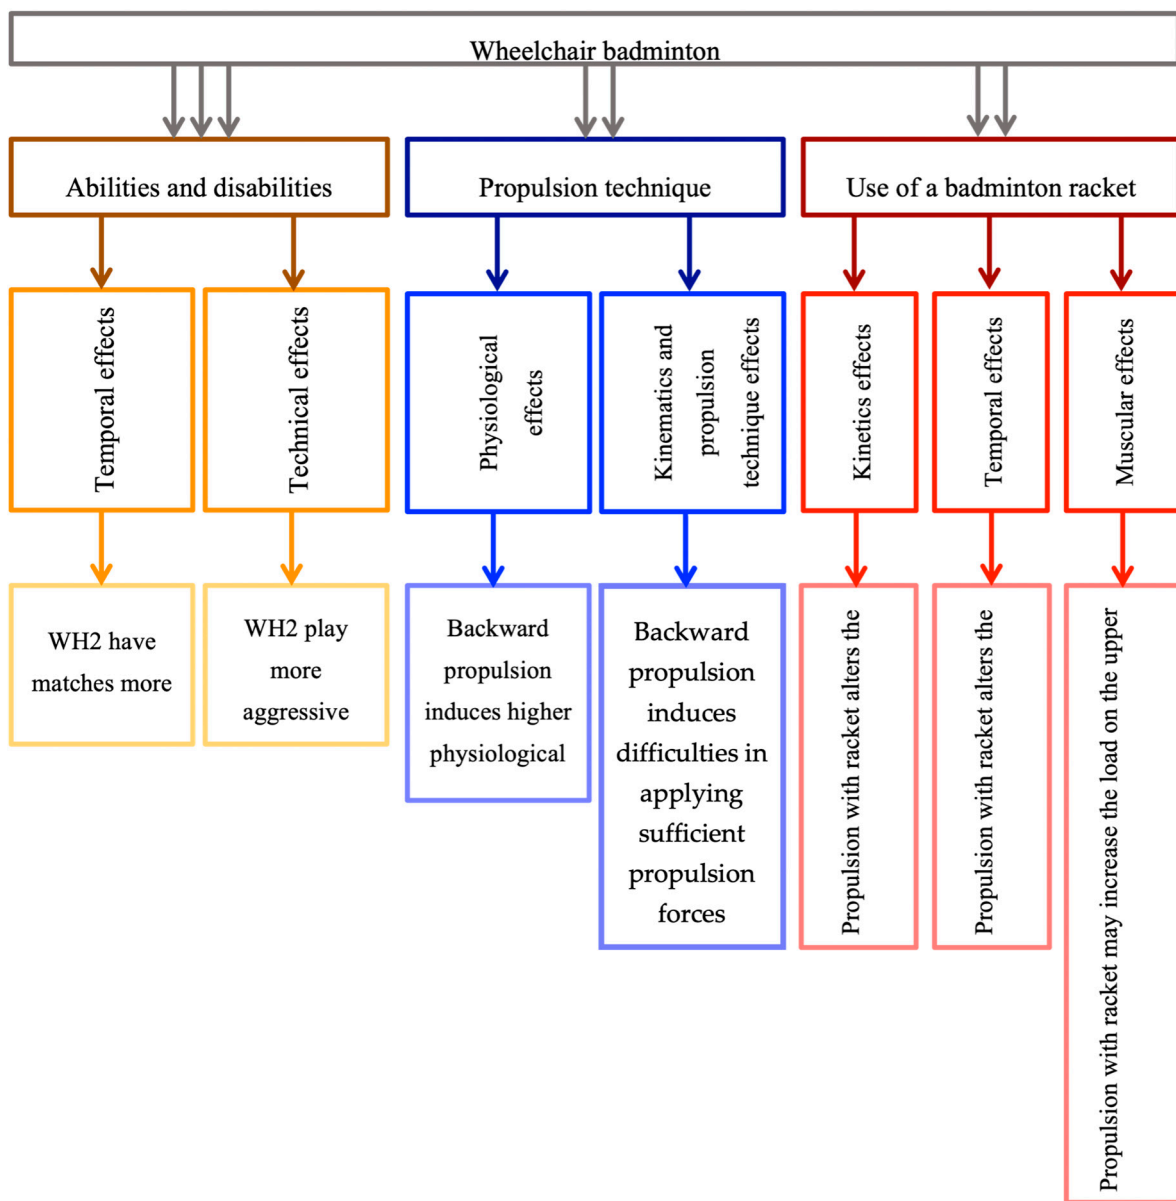 Wheelchair badminton
Abilities and disabilities
Propulsion technique
Use of a badminton racket
Temporal effects
Technical effects
Physiological
effects
Kinematics and
propulsion
technique effects
Kinetics effects
Temporal effects
Muscular effects
WH2 have
matches more
WH2 play
more
aggressive
Backward
propulsion
induces higher
physiological
Backward
propulsion
induces
difficulties in
applying
sufficient
propulsion
forces
Propulsion with racket alters the
Propulsion with racket alters the
Propulsion with racket may increase the load on the upper